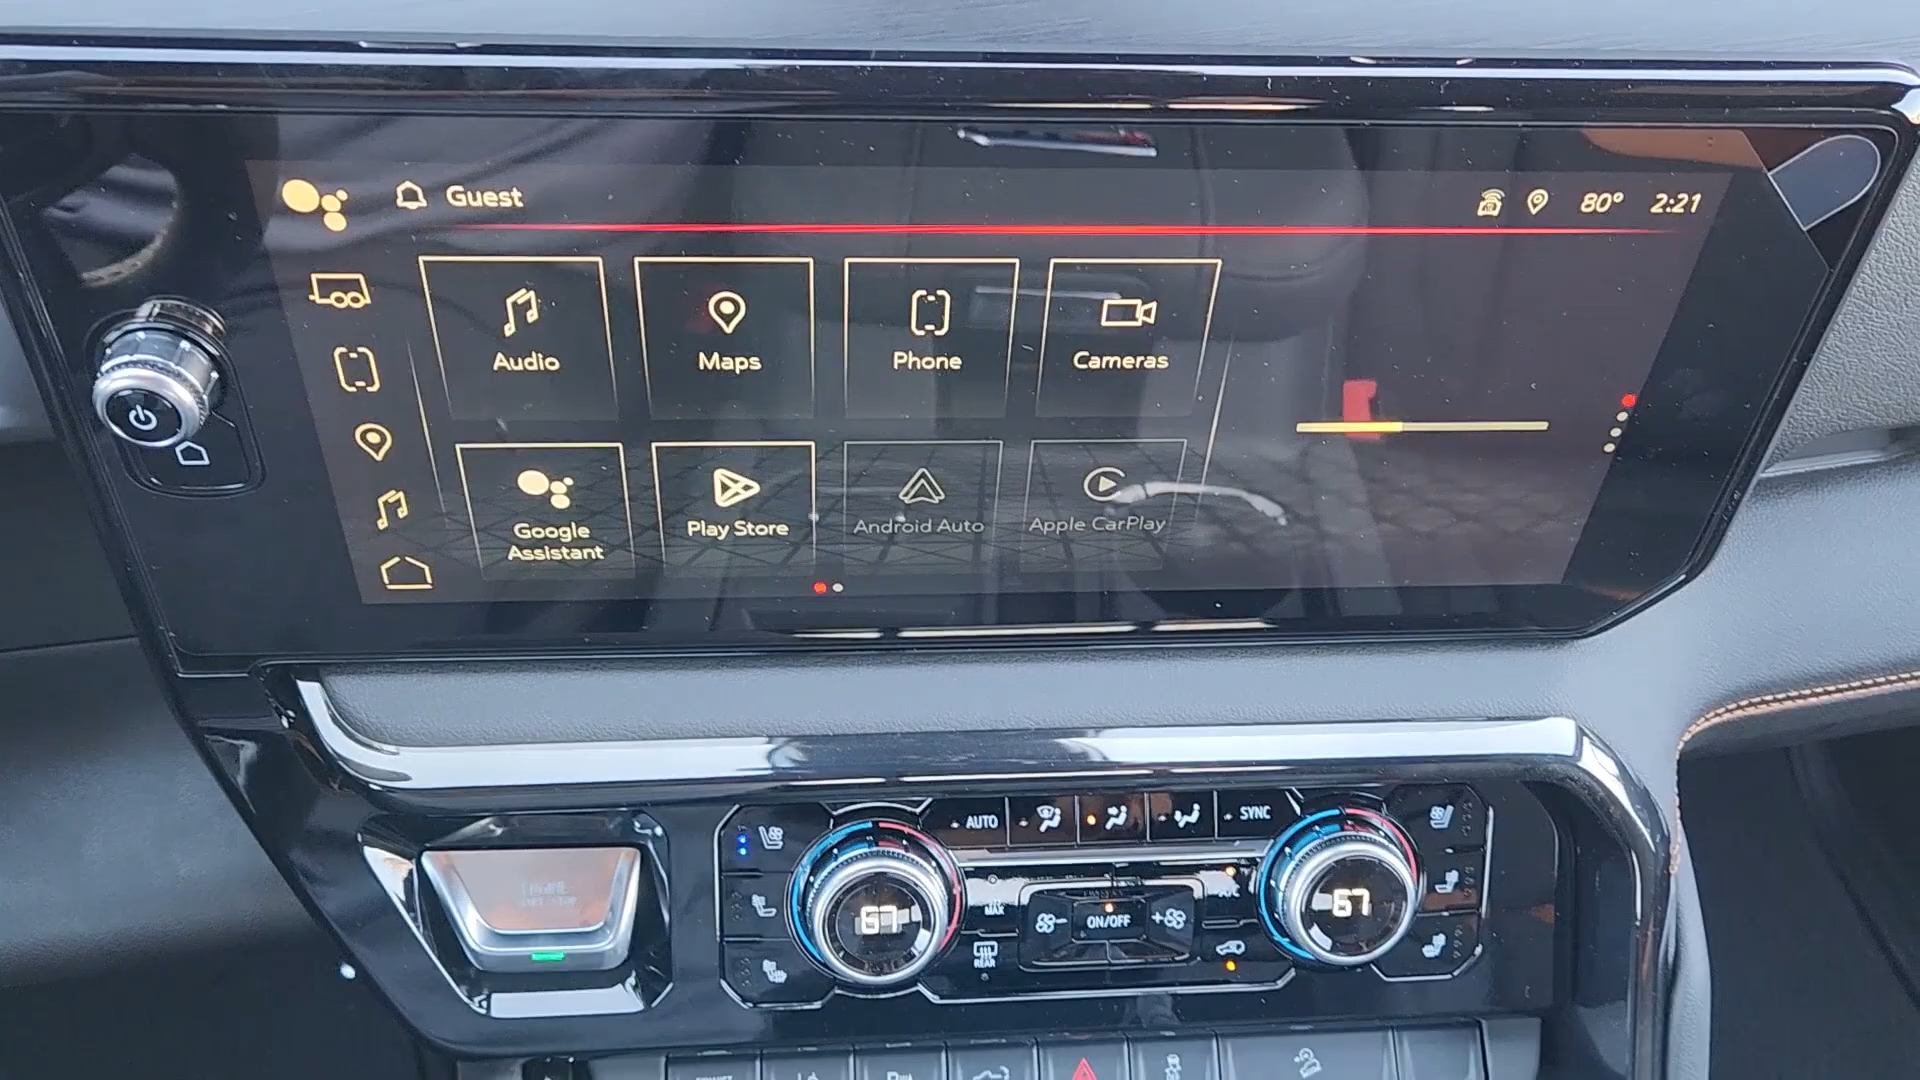 Guest
80° 2:21
Audio
Maps
Phone
Cameras
Google
Assistant
Play Store
Android Auto
Apple CarPlay
AUTO
SYNC
67
MAX
ON/OFF
67
REAR